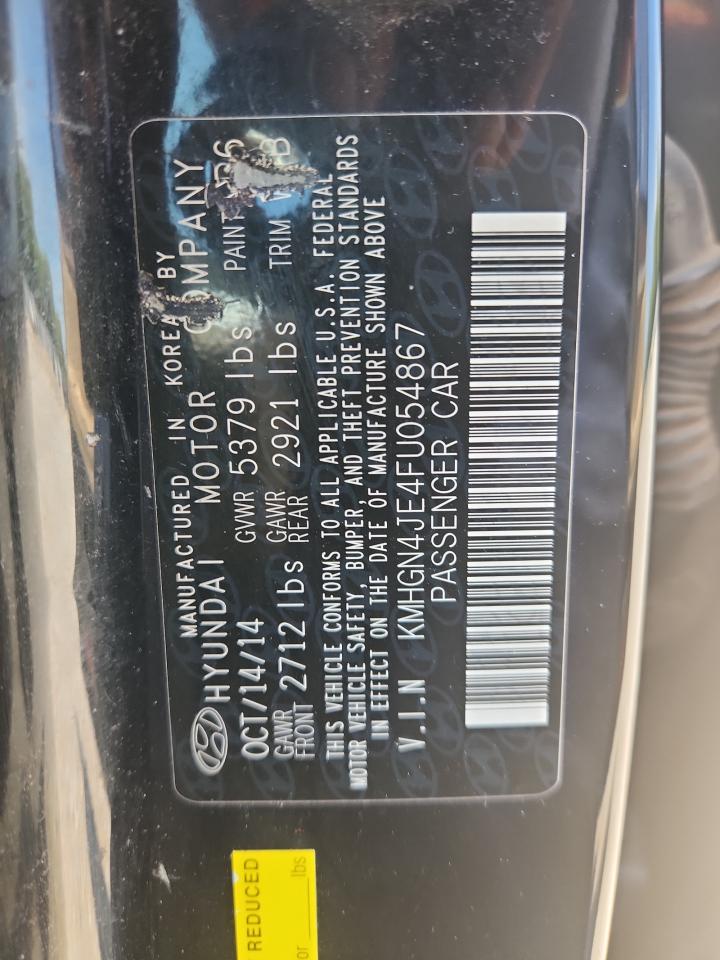 MANUFACTURED IN KOREA BY
HYUNDAI MOTOR COMPANY
OCT/14/14 GVWR 5379 lbs PAINT
GAWR FRONT 2712 lbs GAWR REAR 2921 lbs TRIM
THIS VEHICLE CONFORMS TO ALL APPLICABLE U.S.A. FEDERAL
MOTOR VEHICLE SAFETY, BUMPER, AND THEFT PREVENTION STANDARDS
IN EFFECT ON THE DATE OF MANUFACTURE SHOWN ABOVE
V.I.N KMHGN4JE4FU054867
PASSENGER CAR
REDUCED
or ____ lbs